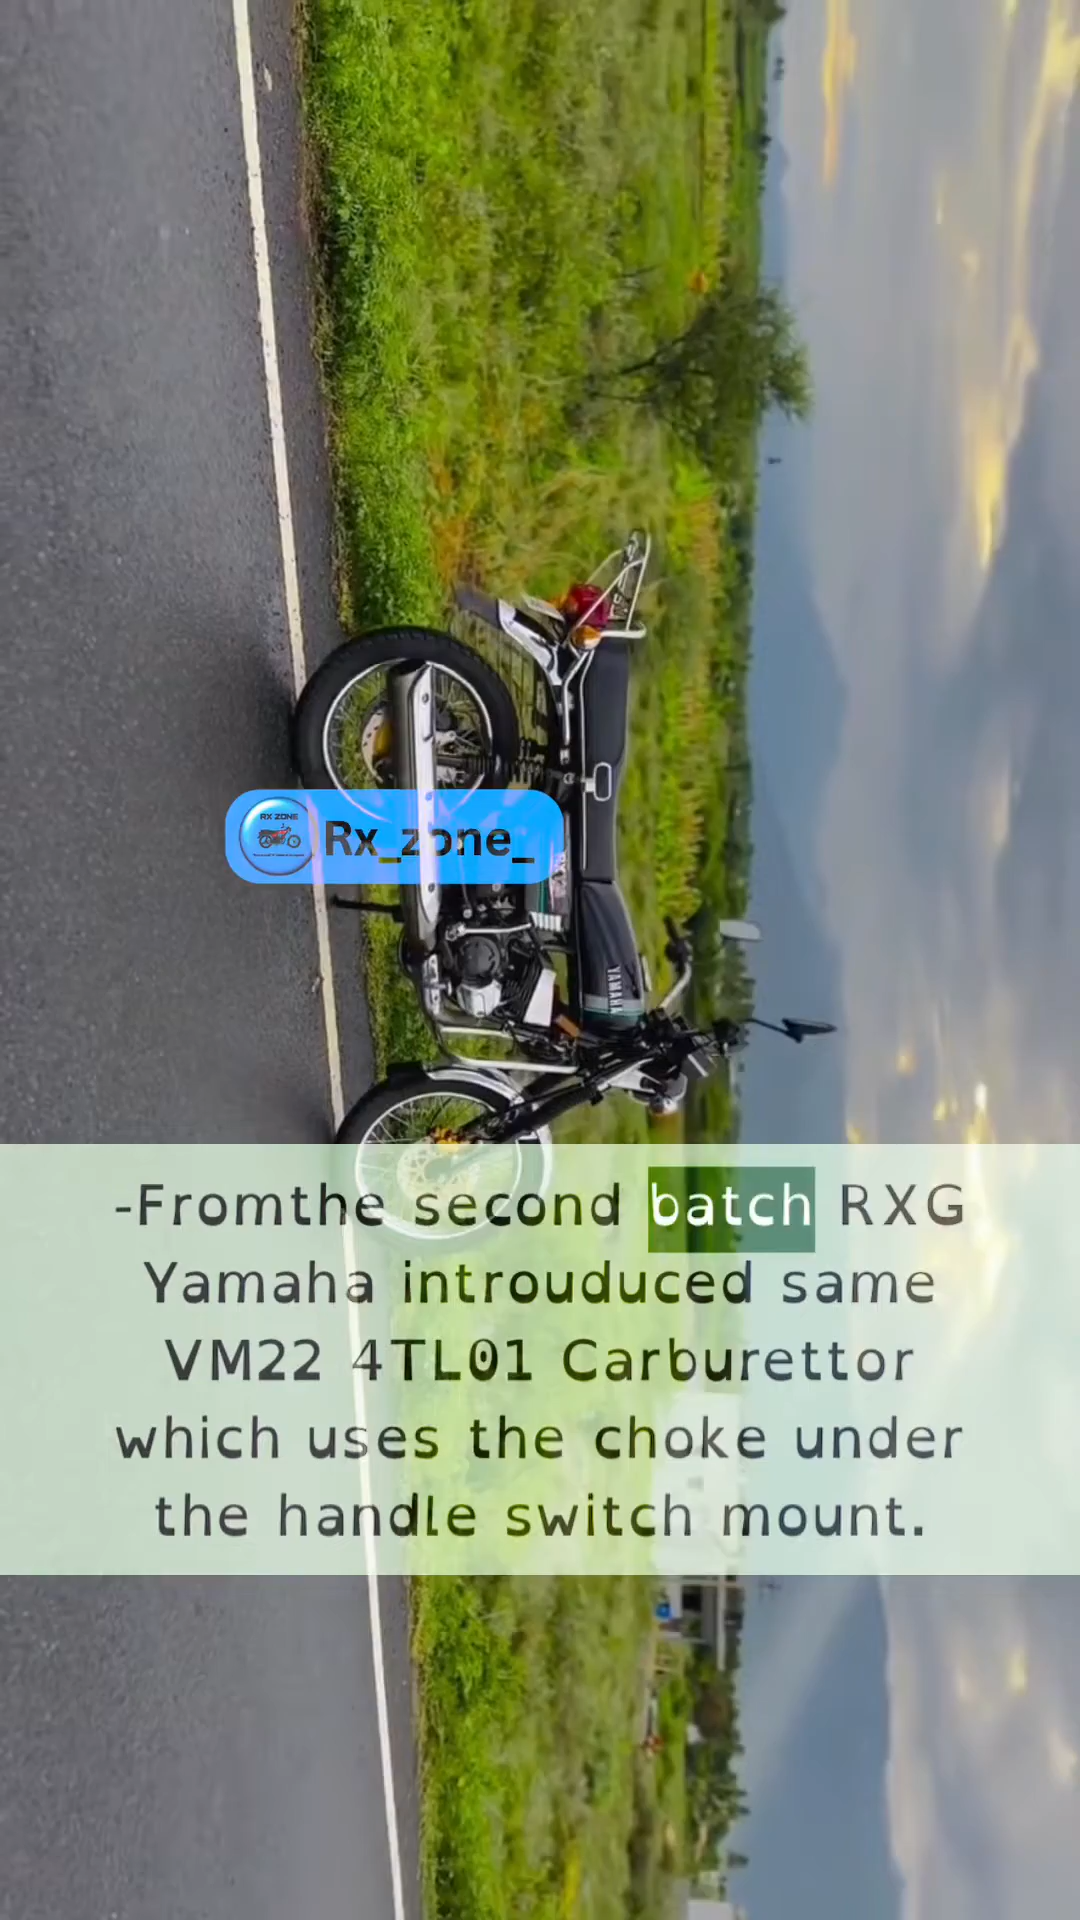 RX ZONE
Rx_zone_
YAMAHA
-Fromthe second batch RXG
Yamaha introuduced same
VM22 4TL01 Carburettor
which uses the choke under
the handle switch mount.